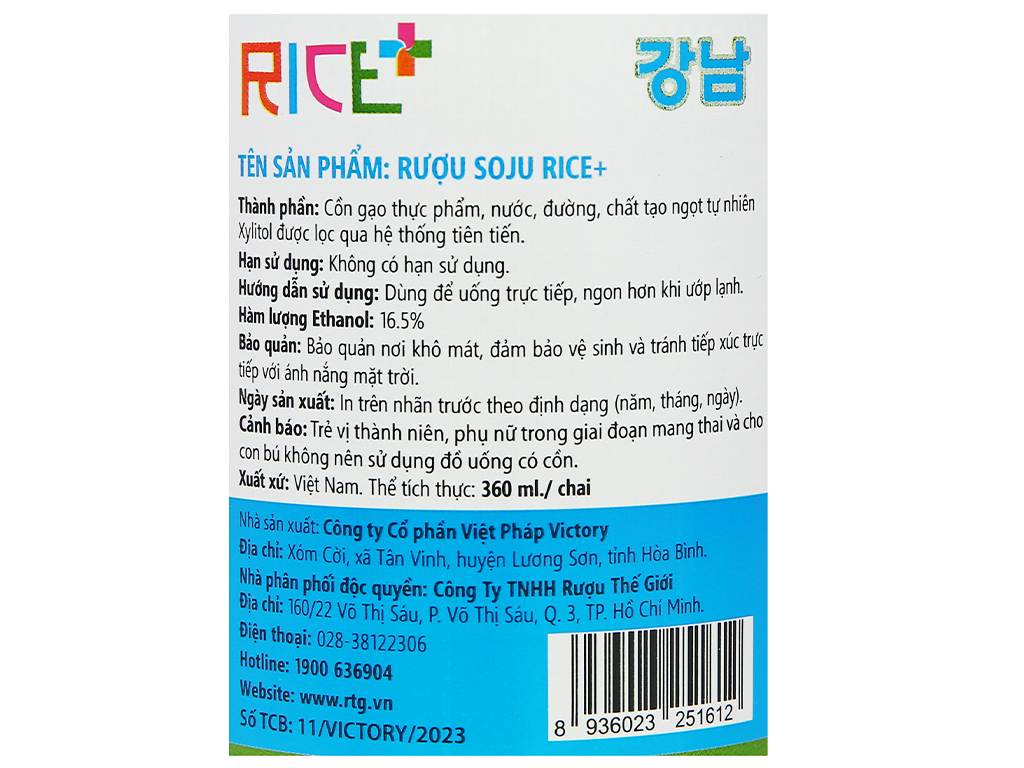 RICE+
강남
TÊN SẢN PHẨM: RƯỢU SOJU RICE+
Thành phần: Cồn gạo thực phẩm, nước, đường, chất tạo ngọt tự nhiên
Xylitol được lọc qua hệ thống tiên tiến.
Hạn sử dụng: Không có hạn sử dụng.
Hướng dẫn sử dụng: Dùng để uống trực tiếp, ngon hơn khi ướp lạnh.
Hàm lượng Ethanol: 16.5%
Bảo quản: Bảo quản nơi khô mát, đảm bảo vệ sinh và tránh tiếp xúc trực
tiếp với ánh nắng mặt trời.
Ngày sản xuất: In trên nhãn trước theo định dạng (năm, tháng, ngày).
Cảnh báo: Trẻ vị thành niên, phụ nữ trong giai đoạn mang thai và cho
con bú không nên sử dụng đồ uống có cồn.
Xuất xứ: Việt Nam. Thể tích thực: 360 ml./ chai
Nhà sản xuất: Công ty Cổ phần Việt Pháp Victory
Địa chỉ: Xóm Cời, xã Tân Vinh, huyện Lương Sơn, tỉnh Hòa Bình.
Nhà phân phối độc quyền: Công Ty TNHH Rượu Thế Giới
Địa chỉ: 160/22 Võ Thị Sáu, P. Võ Thị Sáu, Q. 3, TP. Hồ Chí Minh.
Điện thoại: 028-38122306
Hotline: 1900 636904
Website: www.rtg.vn
Số TCB: 11/VICTORY/2023
8 936023 251612